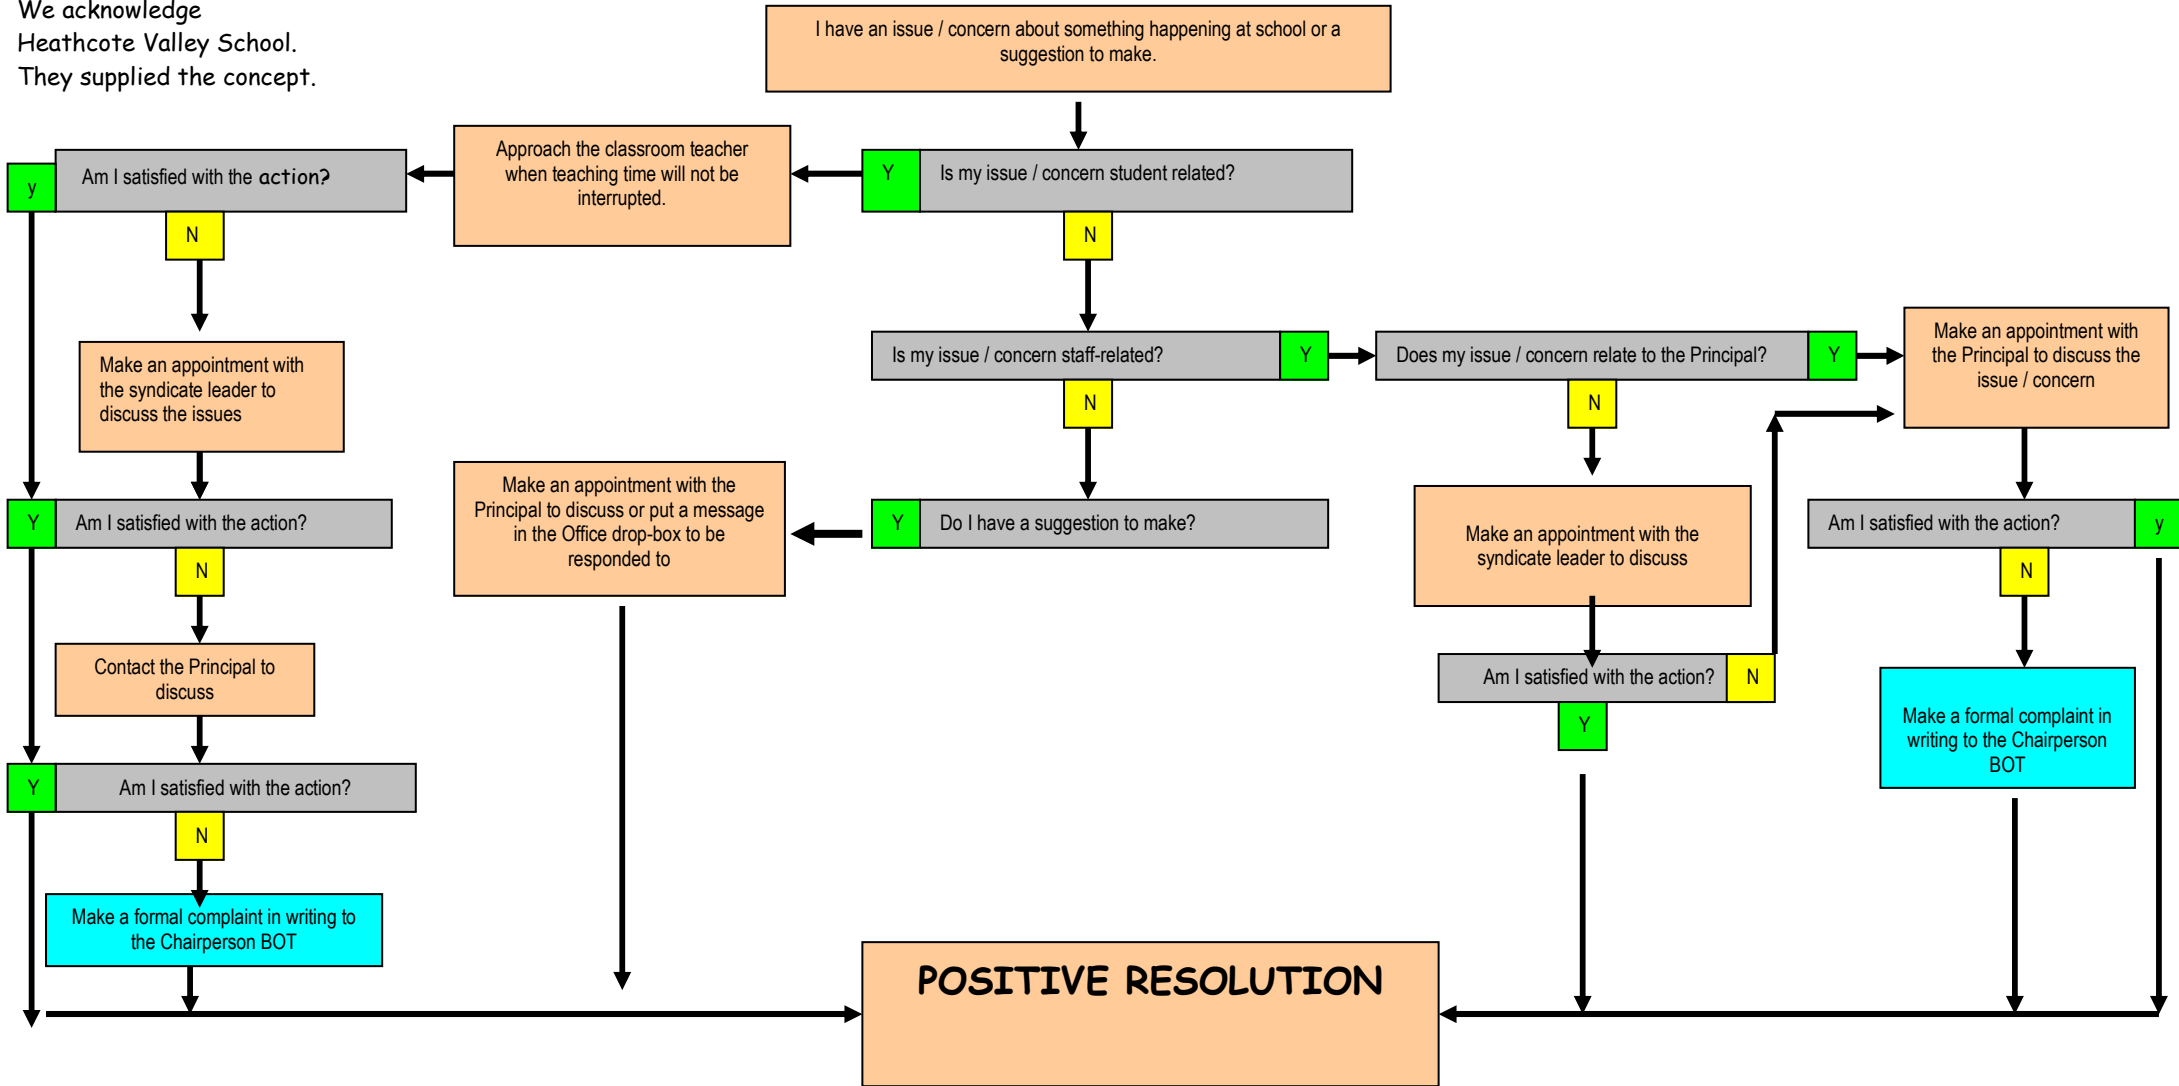 We acknowledge
Heathcote Valley School.
They supplied the concept.
I have an issue / concern about something happening at school or a
suggestion to make.
Approach the classroom teacher
when teaching time will not be
interrupted.
y
Am I satisfied with the action?
Y
Is my issue / concern student related?
N
N
Make an appointment with
the syndicate leader to
discuss the issues
Is my issue / concern staff-related?
Y
Does my issue / concern relate to the Principal?
Y
Make an appointment with
the Principal to discuss the
issue / concern
N
N
Make an appointment with the
Principal to discuss or put a message
in the Office drop-box to be
responded to
Y
Am I satisfied with the action?
Y
Do I have a suggestion to make?
Make an appointment with the
syndicate leader to discuss
Am I satisfied with the action?
y
N
N
Contact the Principal to
discuss
Am I satisfied with the action?
N
Y
Make a formal complaint in
writing to the Chairperson
BOT
Y
Am I satisfied with the action?
N
Make a formal complaint in writing to
the Chairperson BOT
POSITIVE RESOLUTION